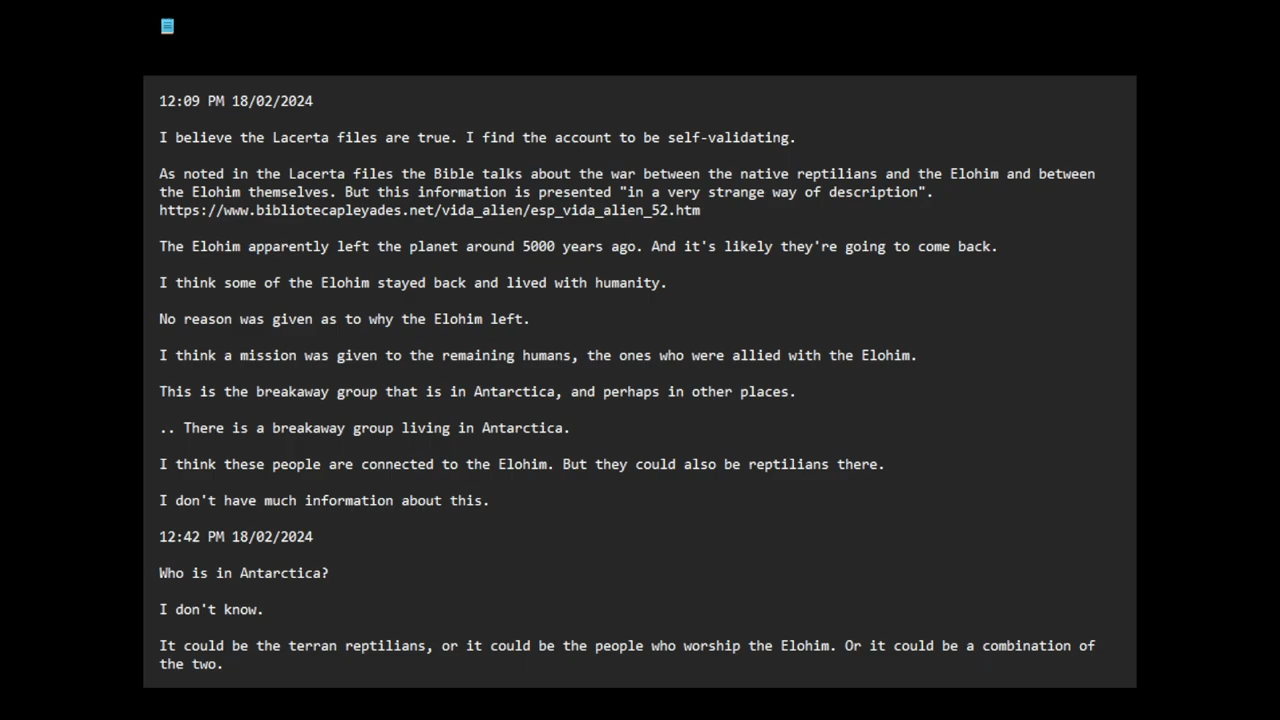 12:09 PM 18/02/2024
I believe the Lacerta files are true. I find the account to be self-validating.
As noted in the Lacerta files the Bible talks about the war between the native reptilians and the Elohim and between
the Elohim themselves. But this information is presented "in a very strange way of description".
https://www.bibliotecapleyades.net/vida_alien/esp_vida_alien_52.htm
The Elohim apparently left the planet around 5000 years ago. And it's likely they're going to come back.
I think some of the Elohim stayed back and lived with humanity.
No reason was given as to why the Elohim left.
I think a mission was given to the remaining humans, the ones who were allied with the Elohim.
This is the breakaway group that is in Antarctica, and perhaps in other places.
.. There is a breakaway group living in Antarctica.
I think these people are connected to the Elohim. But they could also be reptilians there.
I don't have much information about this.
12:42 PM 18/02/2024
Who is in Antarctica?
I don't know.
It could be the terran reptilians, or it could be the people who worship the Elohim. Or it could be a combination of
the two.